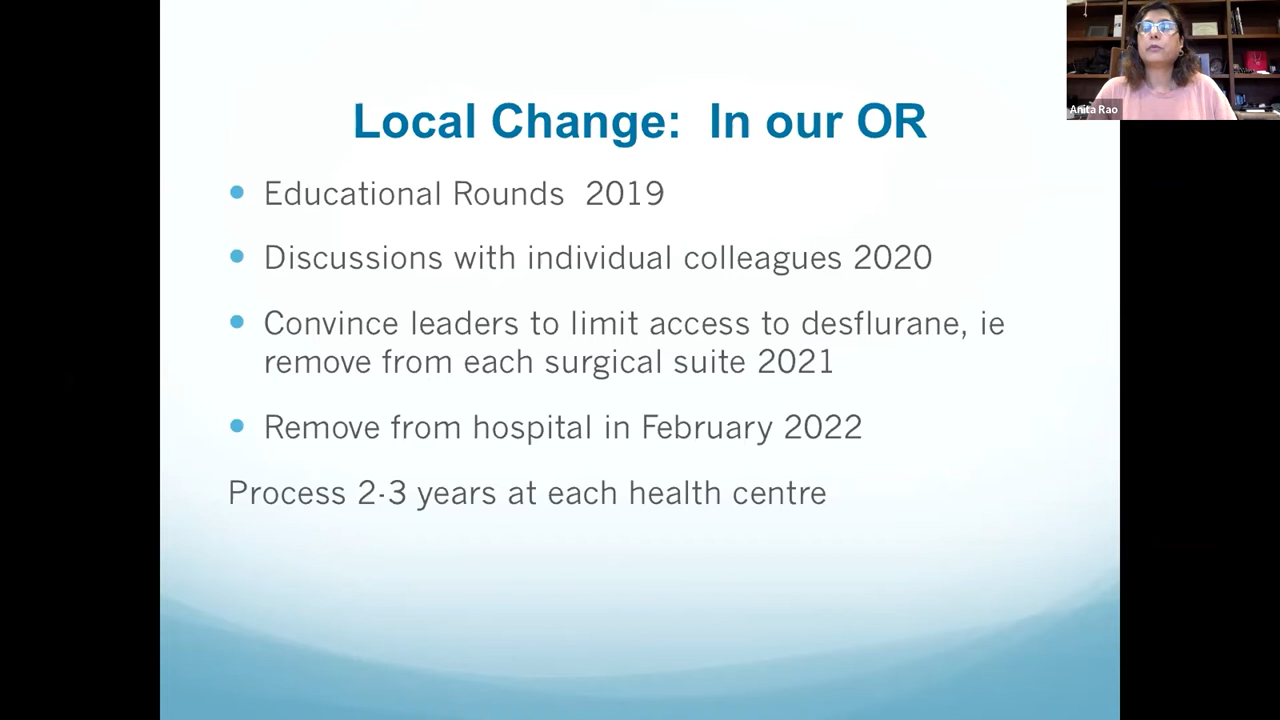 Local Change:  In our OR
Educational Rounds  2019
Discussions with individual colleagues 2020
Convince leaders to limit access to desflurane, ie
remove from each surgical suite 2021
Remove from hospital in February 2022
Process 2-3 years at each health centre
Anita Rao